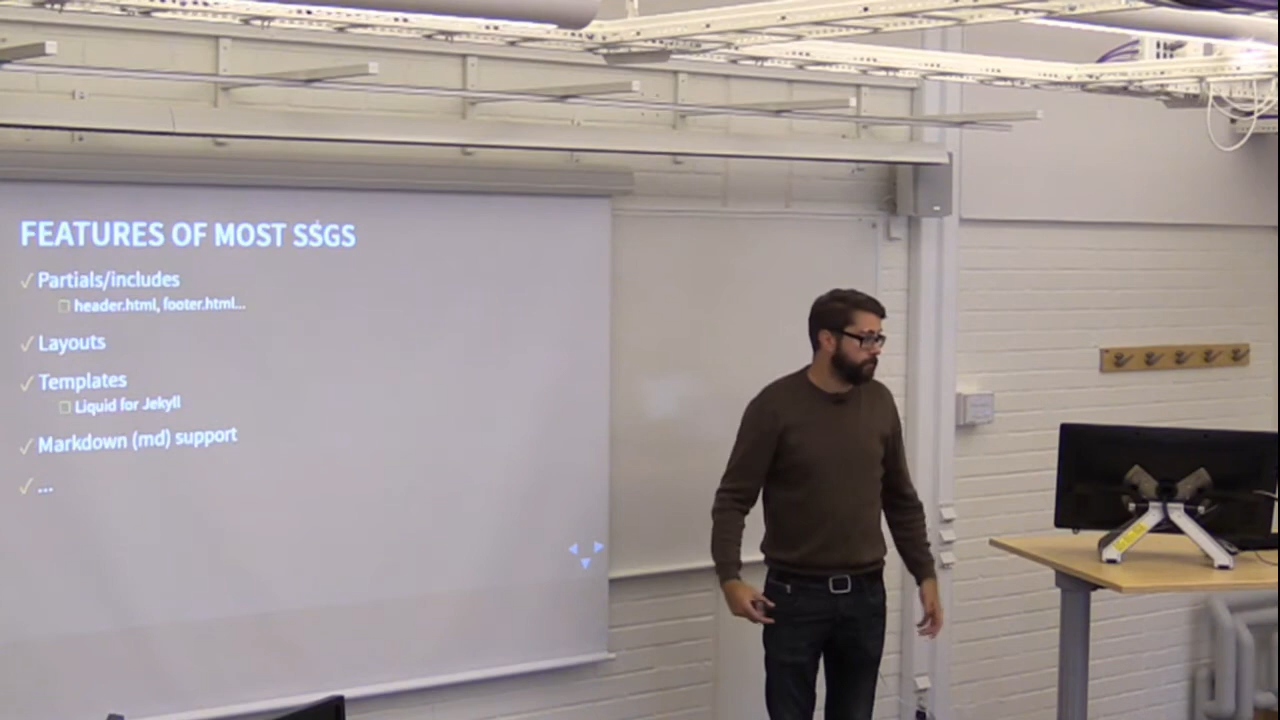 FEATURES OF MOST SSGS
✓ Partials/includes
header.html, footer.html...
✓ Layouts
✓ Templates
Liquid for Jekyll
✓ Markdown (md) support
✓ ...